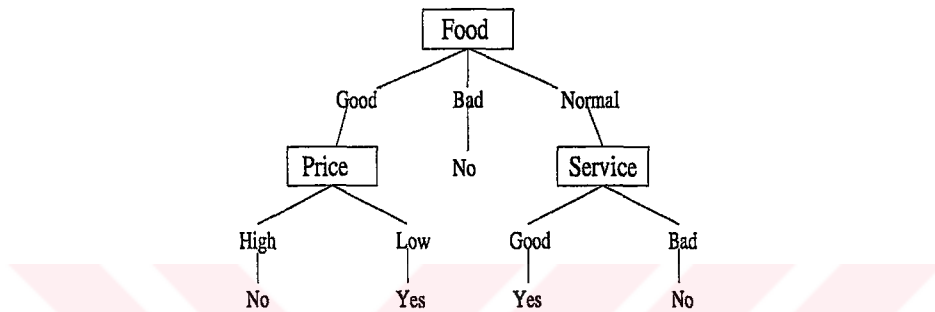 Food
Good Bad Normal
Price No Service
High Low Good Bad
No Yes Yes No